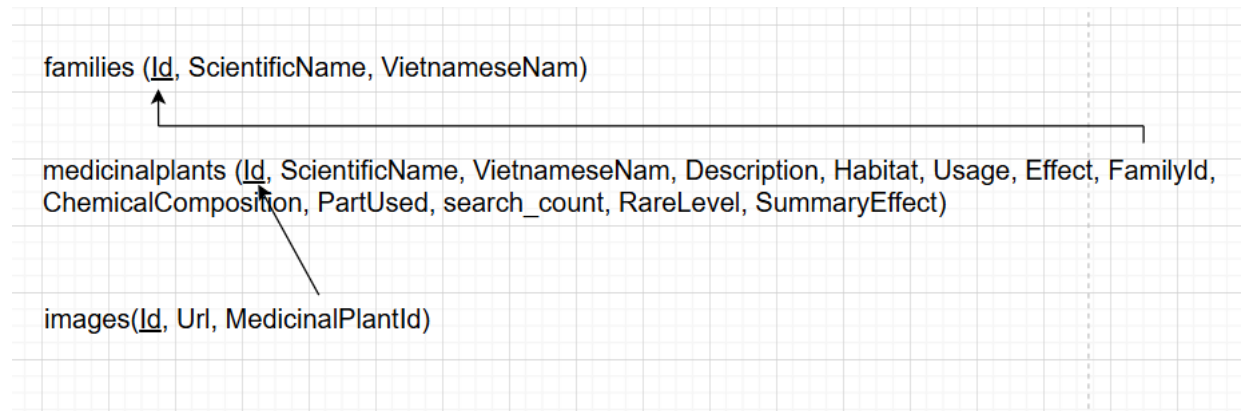 families (Id, ScientificName, VietnameseNam)
medicinalplants (Id, ScientificName, VietnameseNam, Description, Habitat, Usage, Effect, FamilyId,
ChemicalComposition, PartUsed, search_count, RareLevel, SummaryEffect)
images(Id, Url, MedicinalPlantId)